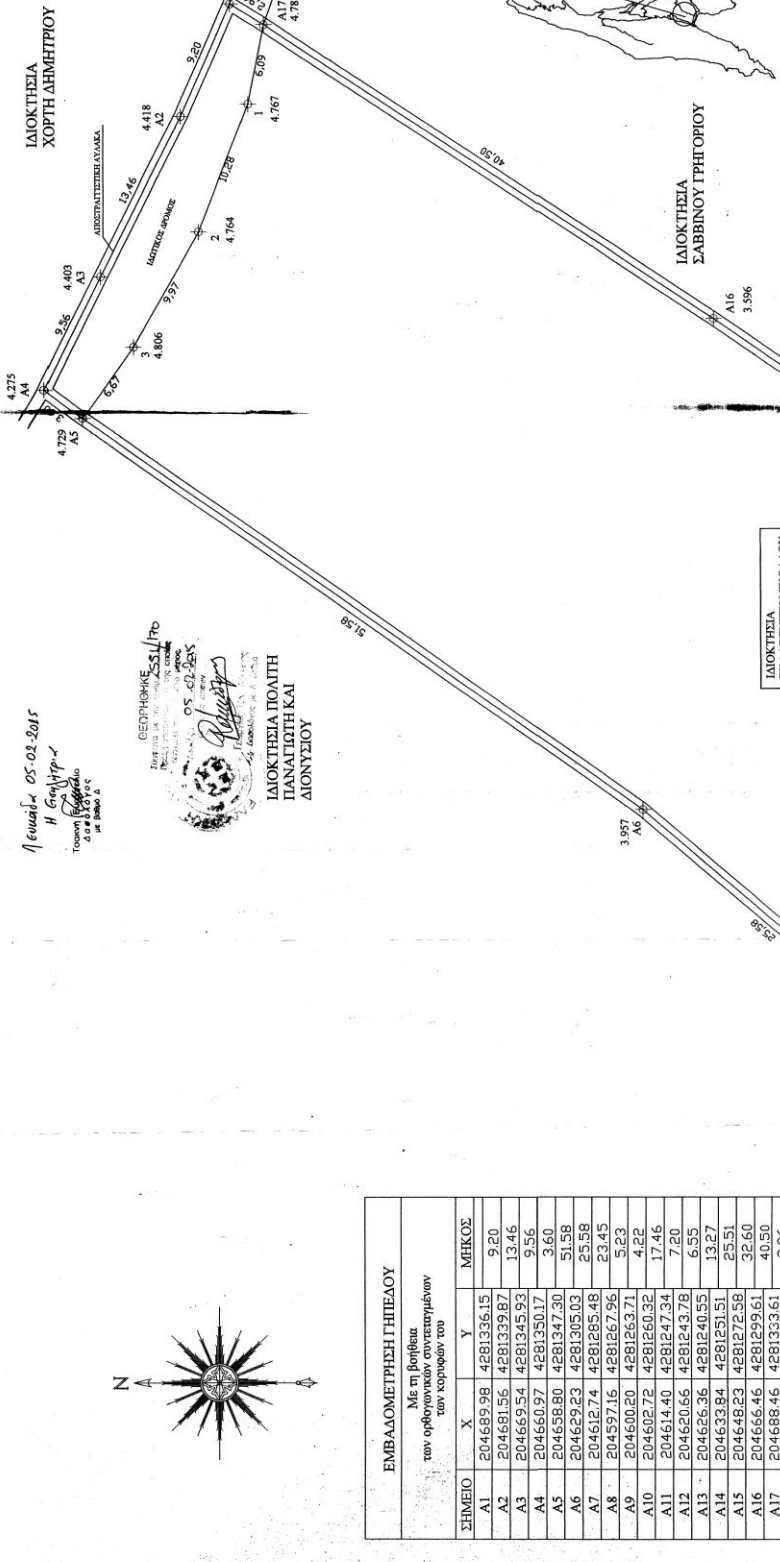 ΙΔΙΟΚΤΗΣΙΑ
ΧΟΡΤΗ ΔΗΜΗΤΡΙΟΥ
ΑΠΟΣΤΡΑΓΓΙΣΤΙΚΗ ΑΥΛΑΚΑ
ΙΔΙΩΤΙΚΟΣ ΔΡΟΜΟΣ
4.275
A4
9,56
4.403
A3
13,46
4.418
A2
9,20
A17
4.78
6,09
1
4.767
10,28
2
4.764
9,97
3
4.806
6,67
4.729
A5
40,50
ΙΔΙΟΚΤΗΣΙΑ
ΣΑΒΒΙΝΟΥ ΓΡΗΓΟΡΙΟΥ
A16
3.596
51,58
3.957
A6
25,58
ΙΔΙΟΚΤΗΣΙΑ
05-02-2015
Δασολόγος
με βαθμό Δ
ΘΕΩΡΗΘΗΚΕ
05-02-2015
ΙΔΙΟΚΤΗΣΙΑ ΠΟΛΙΤΗ
ΠΑΝΑΓΙΩΤΗ ΚΑΙ
ΔΙΟΝΥΣΙΟΥ
N
ΕΜΒΑΔΟΜΕΤΡΗΣΗ ΓΗΠΕΔΟΥ
Με τη βοήθεια
των ορθογωνικών συντεταγμένων
των κορυφών του
ΣΗΜΕΙΟ X Y ΜΗΚΟΣ
A1 204689.98 4281336.15 9.20
A2 204681.56 4281339.87 13.46
A3 204669.54 4281345.93 9.56
A4 204660.97 4281350.17 3.60
A5 204658.80 4281347.30 51.58
A6 204629.23 4281305.03 25.58
A7 204612.74 4281285.48 23.45
A8 204597.16 4281267.96 5.23
A9 204600.20 4281263.71 4.22
A10 204602.72 4281260.32 17.46
A11 204614.40 4281247.34 7.20
A12 204620.66 4281243.78 6.55
A13 204626.36 4281240.55 13.27
A14 204633.84 4281251.51 25.51
A15 204648.23 4281272.58 32.60
A16 204666.46 4281299.61 40.50
A17 204688.46 4281333.61